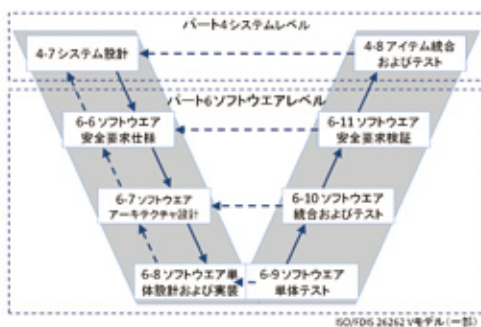 パート4システムレベル
4-7システム設計
4-8アイテム統合
およびテスト
パート6ソフトウエアレベル
6-6ソフトウエア
安全要求仕様
6-11ソフトウエア
安全要求検証
6-7ソフトウエア
アーキテクチャ設計
6-10ソフトウエア
統合およびテスト
6-8ソフトウエア単
体設計および実装
6-9ソフトウエア
単体テスト
ISO/FDIS 26262 Vモデル(一部)